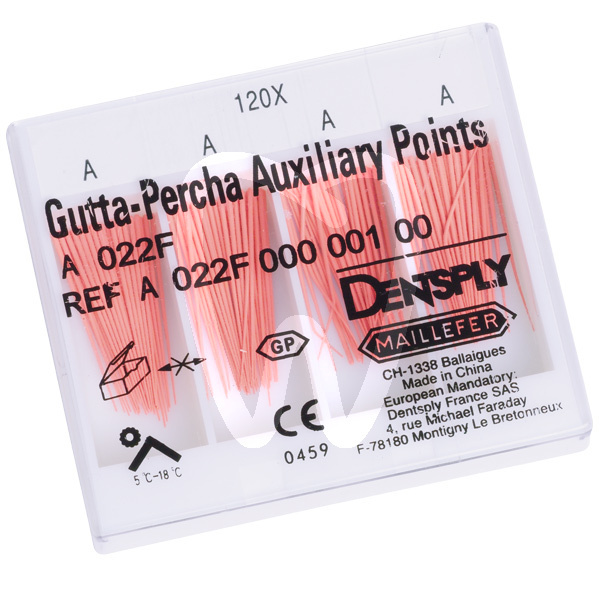 120X
A A A A
Gutta-Percha Auxiliary Points
A 022F
REF A 022F 000 001 00
DENTSPLY
MAILLEFER
GP
CH-1338 Ballaigues
Made in China
European Mandatory:
Dentsply France SAS
4, rue Michael Faraday
F-78180 Montigny Le Bretonneux
CE
0459
5°C-18°C